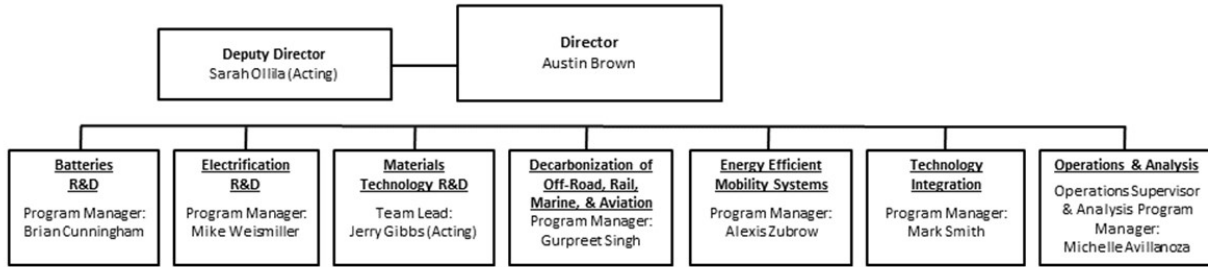 Deputy Director
Sarah Ollila (Acting)
Director
Austin Brown
Batteries
R&D
Program Manager:
Brian Cunningham
Electrification
R&D
Program Manager:
Mike Weismiller
Materials
Technology R&D
Team Lead:
Jerry Gibbs (Acting)
Decarbonization of
Off-Road, Rail,
Marine, & Aviation
Program Manager:
Gurpreet Singh
Energy Efficient
Mobility Systems
Program Manager:
Alexis Zubrow
Technology
Integration
Program Manager:
Mark Smith
Operations & Analysis
Operations Supervisor
& Analysis Program
Manager:
Michelle Avillanoza